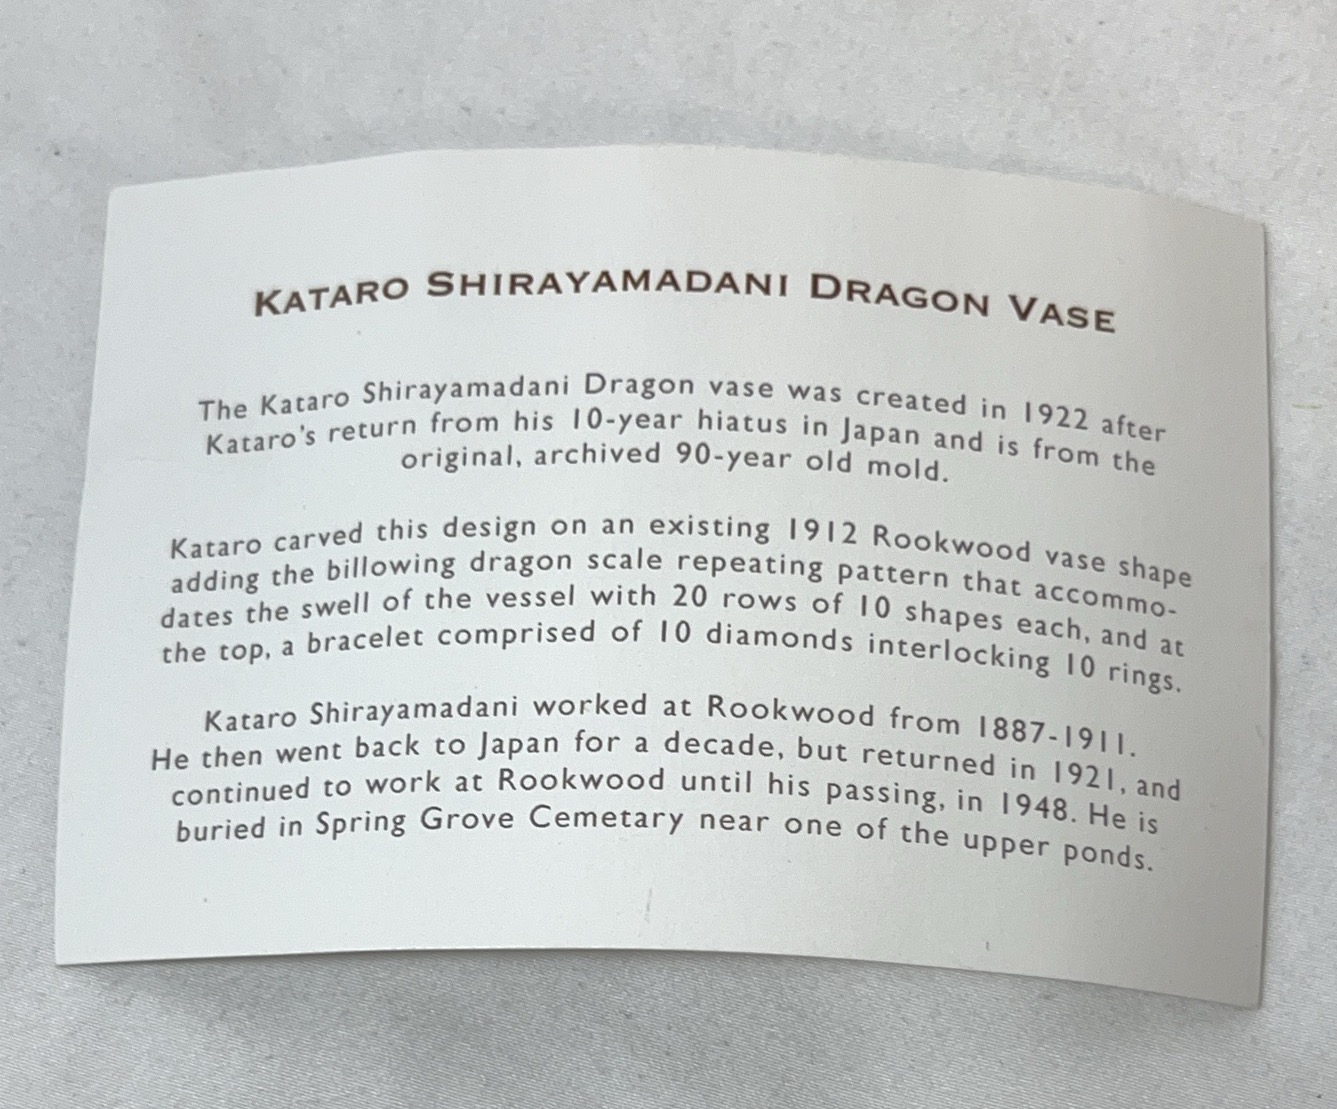 KATARO SHIRAYAMADANI DRAGON VASE
The Kataro Shirayamadani Dragon vase was created in 1922 after
Kataro's return from his 10-year hiatus in Japan and is from the
original, archived 90-year old mold.
Kataro carved this design on an existing 1912 Rookwood vase shape
adding the billowing dragon scale repeating pattern that accommo-
dates the swell of the vessel with 20 rows of 10 shapes each, and at
the top, a bracelet comprised of 10 diamonds interlocking 10 rings.
Kataro Shirayamadani worked at Rookwood from 1887-1911.
He then went back to Japan for a decade, but returned in 1921, and
continued to work at Rookwood until his passing, in 1948. He is
buried in Spring Grove Cemetary near one of the upper ponds.